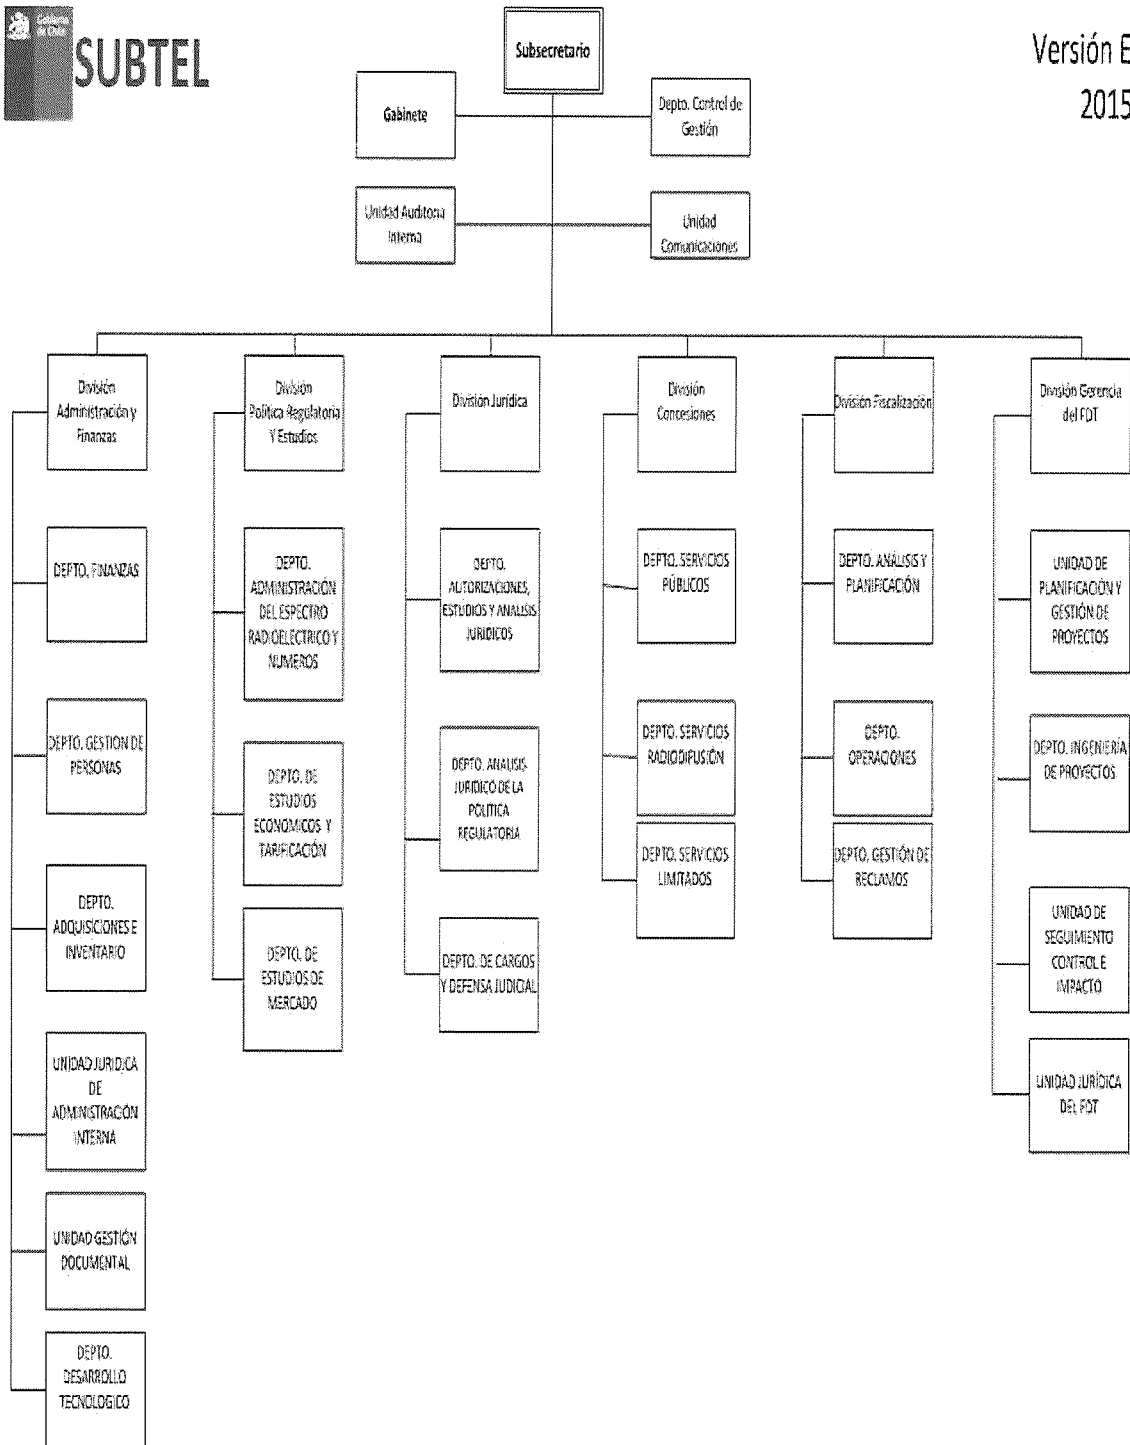 Gobierno
de Chile
SUBTEL
Versión E
2015
Subsecretario
Gabinete
Depto. Control de
Gestión
Unidad Auditoria
Interna
Unidad
Comunicaciones
División
Administración y
Finanzas
División
Política Regulatoria
Y Estudios
División Jurídica
División
Concesiones
División Fiscalización
División Gerencia
del FDT
DEPTO. FINANZAS
DEPTO. GESTION DE
PERSONAS
DEPTO.
ADQUISICIONES E
INVENTARIO
UNIDAD JURIDICA
DE
ADMINISTRACIÓN
INTERNA
UNIDAD GESTIÓN
DOCUMENTAL
DEPTO.
DESARROLLO
TECNOLOGICO
DEPTO.
ADMINISTRACIÓN
DEL ESPECTRO
RADIOELÉCTRICO Y
NUMEROS
DEPTO. DE
ESTUDIOS
ECONOMICOS Y
TARIFICACIÓN
DEPTO. DE
ESTUDIOS DE
MERCADO
DEPTO.
AUTORIZACIONES,
ESTUDIOS Y ANALISIS
JURIDICOS
DEPTO. ANALISIS
JURIDICO DE LA
POLITICA
REGULATORIA
DEPTO. DE CARGOS
Y DEFENSA JUDICIAL
DEPTO. SERVICIOS
PÚBLICOS
DEPTO. SERVICIOS
RADIODIFUSIÓN
DEPTO. SERVICIOS
LIMITADOS
DEPTO. ANÁLISIS Y
PLANIFICACIÓN
DEPTO.
OPERACIONES
DEPTO. GESTIÓN DE
RECLAMOS
UNIDAD DE
PLANIFICACIÓN Y
GESTIÓN DE
PROYECTOS
DEPTO. INGENIERÍA
DE PROYECTOS
UNIDAD DE
SEGUIMIENTO
CONTROL E
IMPACTO
UNIDAD JURÍDICA
DEL FDT